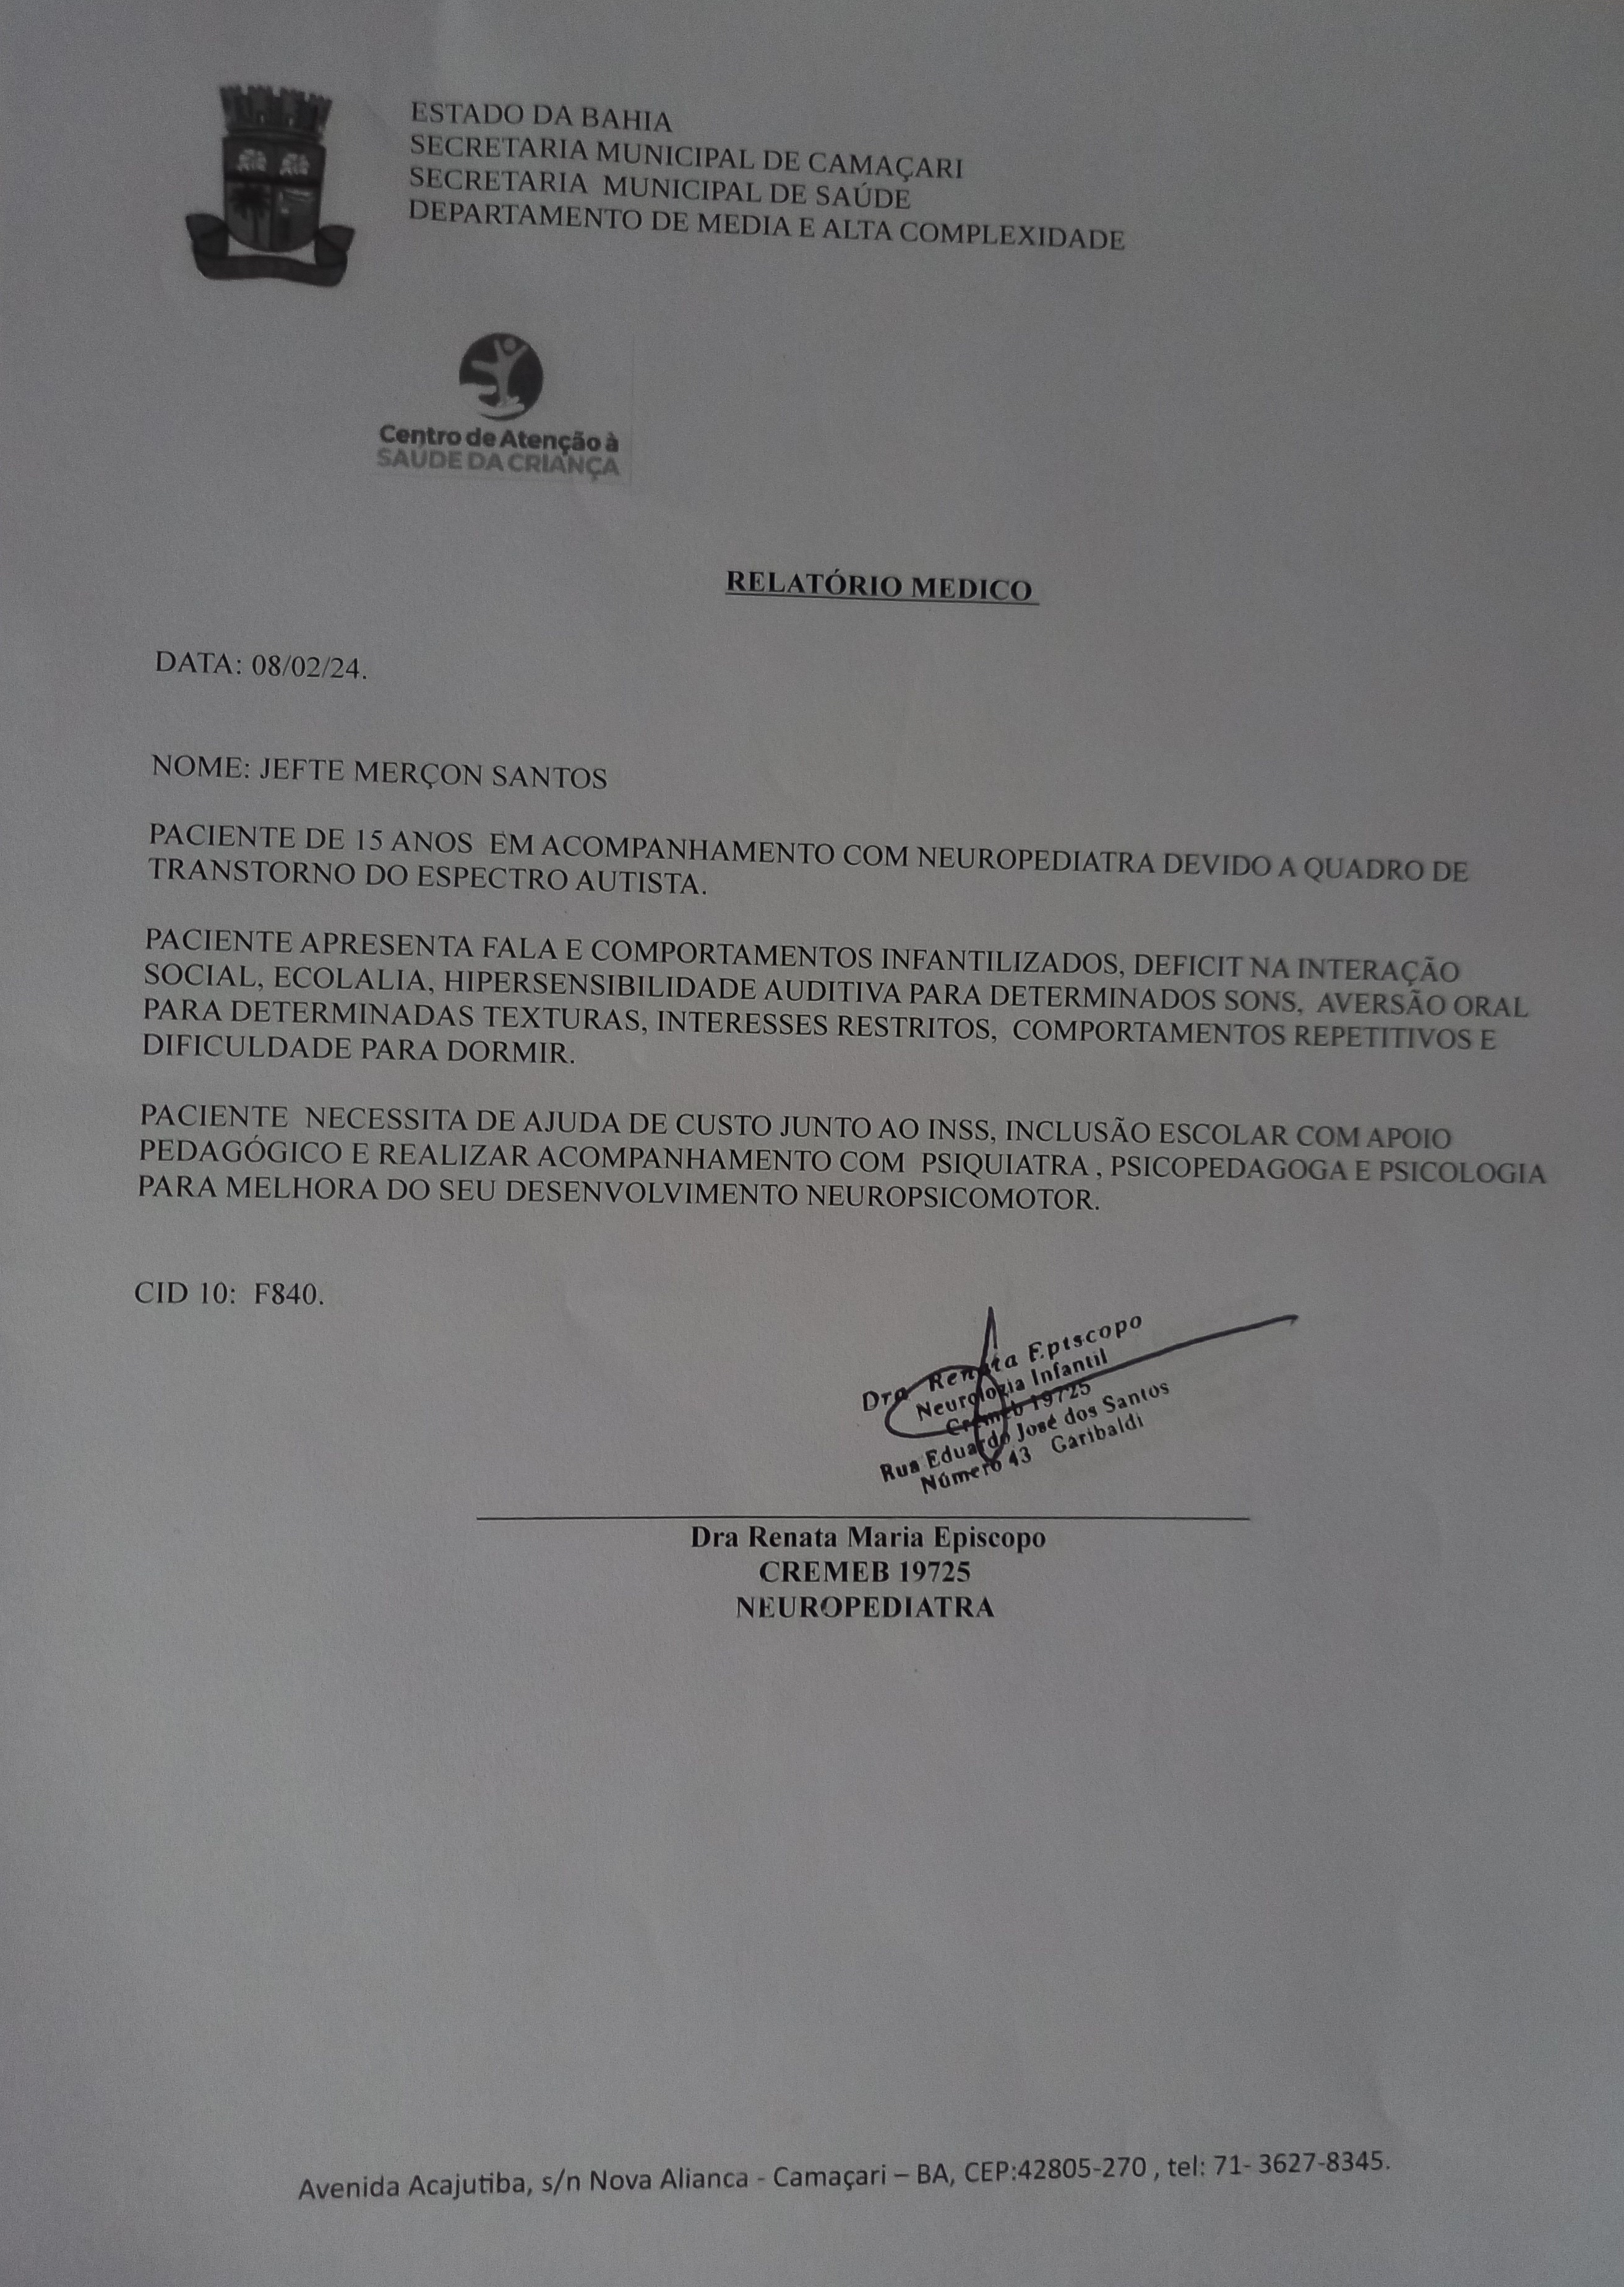 ESTADO DA BAHIA
SECRETARIA MUNICIPAL DE CAMAÇARI
SECRETARIA MUNICIPAL DE SAÚDE
DEPARTAMENTO DE MEDIA E ALTA COMPLEXIDADE
Centro de Atenção à
SAÚDE DA CRIANÇA
RELATÓRIO MEDICO
DATA: 08/02/24.
NOME: JEFTE MERÇON SANTOS
PACIENTE DE 15 ANOS EM ACOMPANHAMENTO COM NEUROPEDIATRA DEVIDO A QUADRO DE
TRANSTORNO DO ESPECTRO AUTISTA.
PACIENTE APRESENTA FALA E COMPORTAMENTOS INFANTILIZADOS, DEFICIT NA INTERAÇÃO
SOCIAL, ECOLALIA, HIPERSENSIBILIDADE AUDITIVA PARA DETERMINADOS SONS, AVERSÃO ORAL
PARA DETERMINADAS TEXTURAS, INTERESSES RESTRITOS, COMPORTAMENTOS REPETITIVOS E
DIFICULDADE PARA DORMIR.
PACIENTE NECESSITA DE AJUDA DE CUSTO JUNTO AO INSS, INCLUSÃO ESCOLAR COM APOIO
PEDAGÓGICO E REALIZAR ACOMPANHAMENTO COM PSIQUIATRA , PSICOPEDAGOGA E PSICOLOGIA
PARA MELHORA DO SEU DESENVOLVIMENTO NEUROPSICOMOTOR.
CID 10: F840.
Dra Renata Episcopo
Neurologia Infantil
Cremeb 19725
Rua Eduardo José dos Santos
Número 43 Garibaldi
Dra Renata Maria Episcopo
CREMEB 19725
NEUROPEDIATRA
Avenida Acajutiba, s/n Nova Alianca - Camaçari – BA, CEP:42805-270 , tel: 71- 3627-8345.